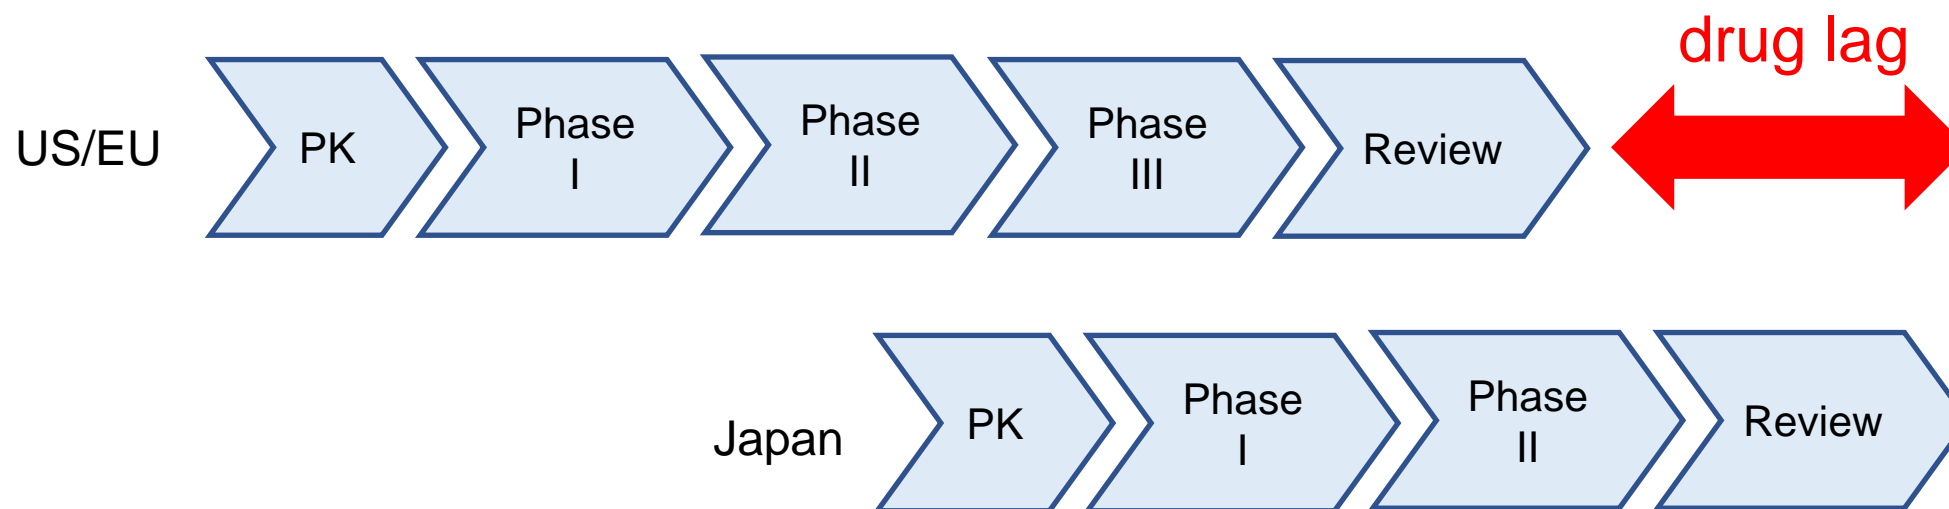 drug lag
US/EU
PK
Phase
I
Phase
II
Phase
III
Review
Japan
PK
Phase
I
Phase
II
Review